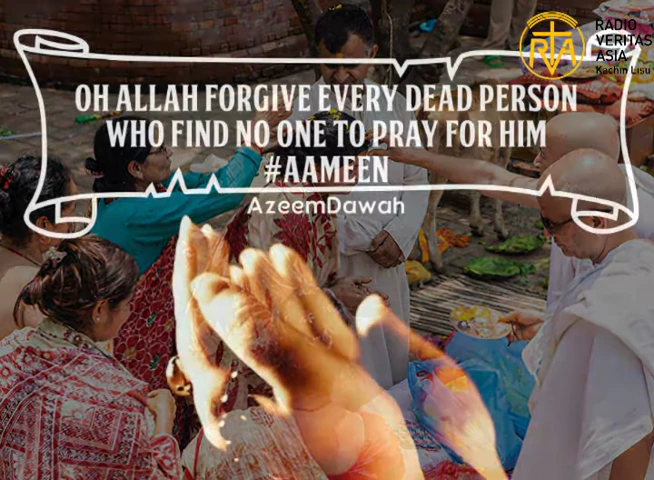 RADIO
VERITAS
ASIA
Kachin Lisu
RVA
OH ALLAH FORGIVE EVERY DEAD PERSON
WHO FIND NO ONE TO PRAY FOR HIM
#AAMEEN
AzeemDawah